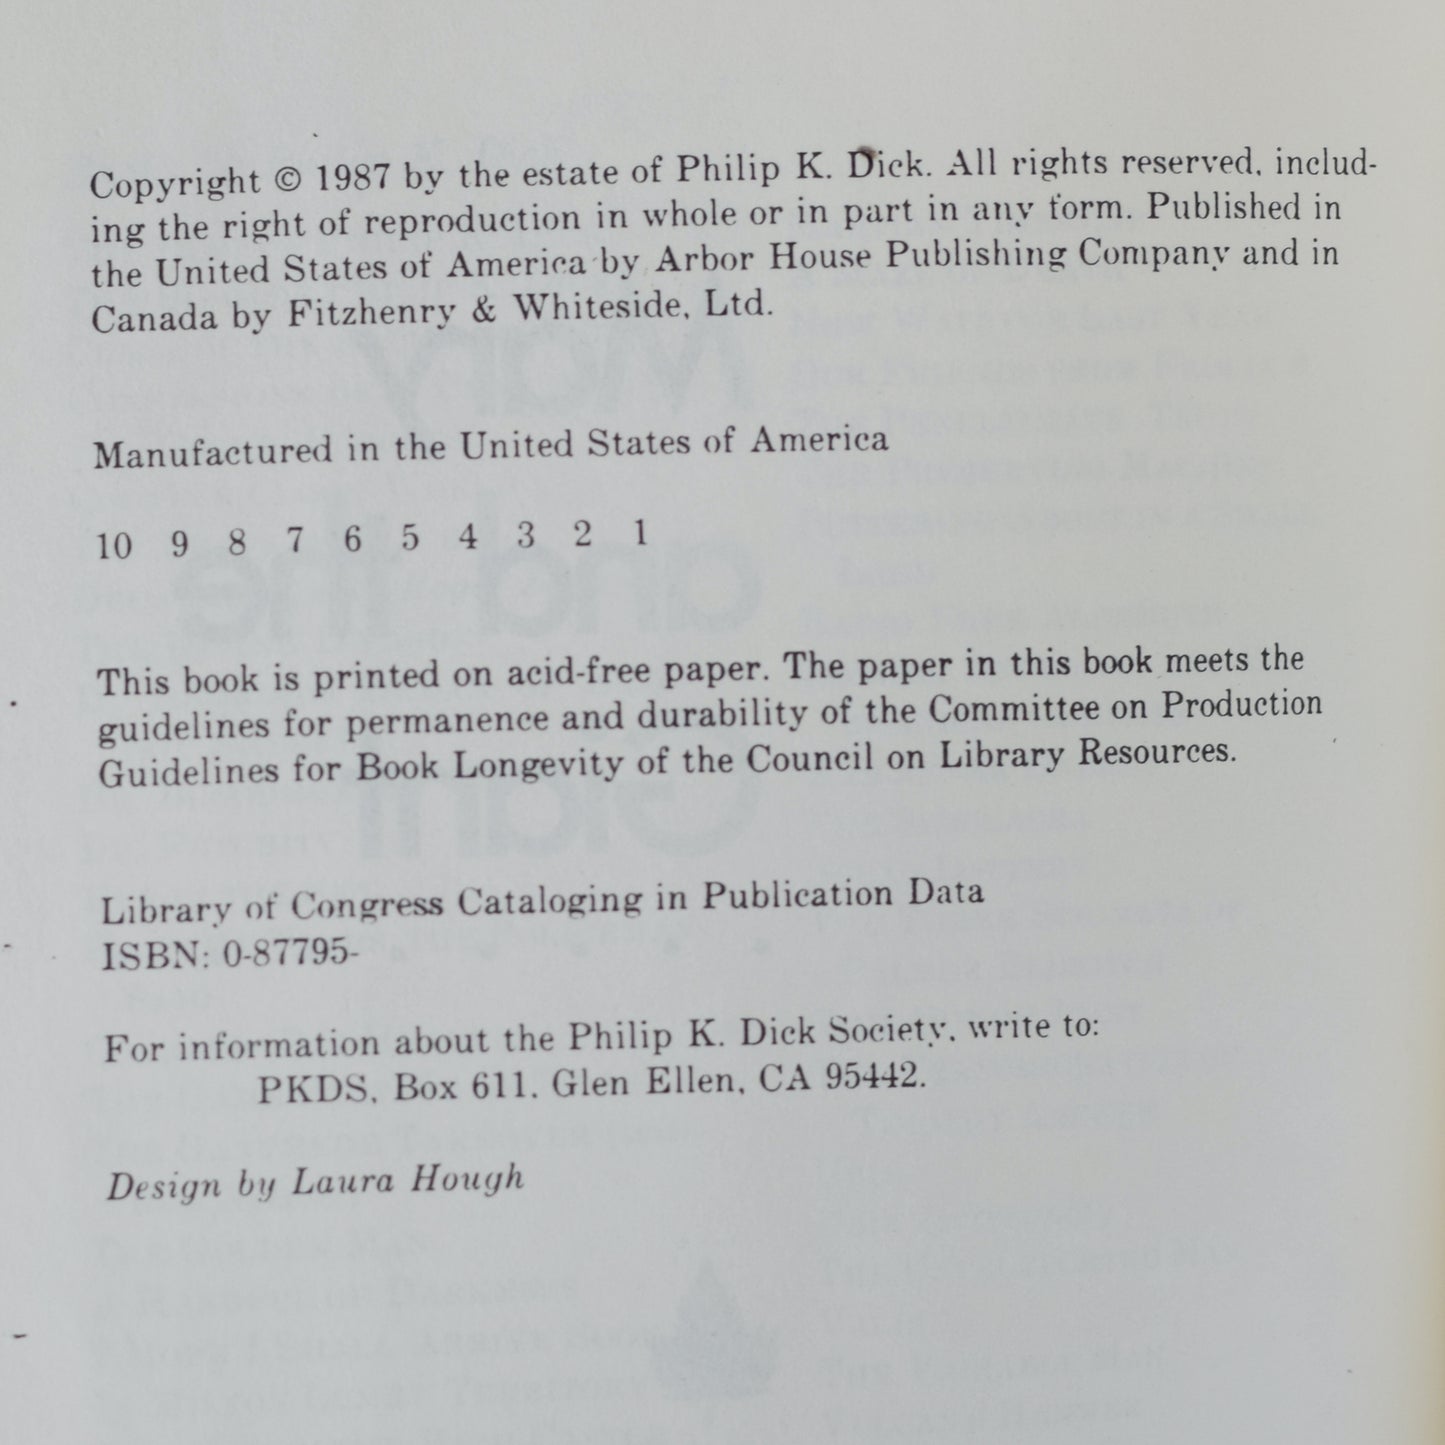 Copyright © 1987 by the estate of Philip K. Dick. All rights reserved, includ-
ing the right of reproduction in whole or in part in any form. Published in
the United States of America by Arbor House Publishing Company and in
Canada by Fitzhenry & Whiteside, Ltd.
Manufactured in the United States of America
10 9 8 7 6 5 4 3 2 1
This book is printed on acid-free paper. The paper in this book meets the
guidelines for permanence and durability of the Committee on Production
Guidelines for Book Longevity of the Council on Library Resources.
Library of Congress Cataloging in Publication Data
ISBN: 0-87795-
For information about the Philip K. Dick Society, write to:
PKDS, Box 611, Glen Ellen, CA 95442.
Design by Laura Hough